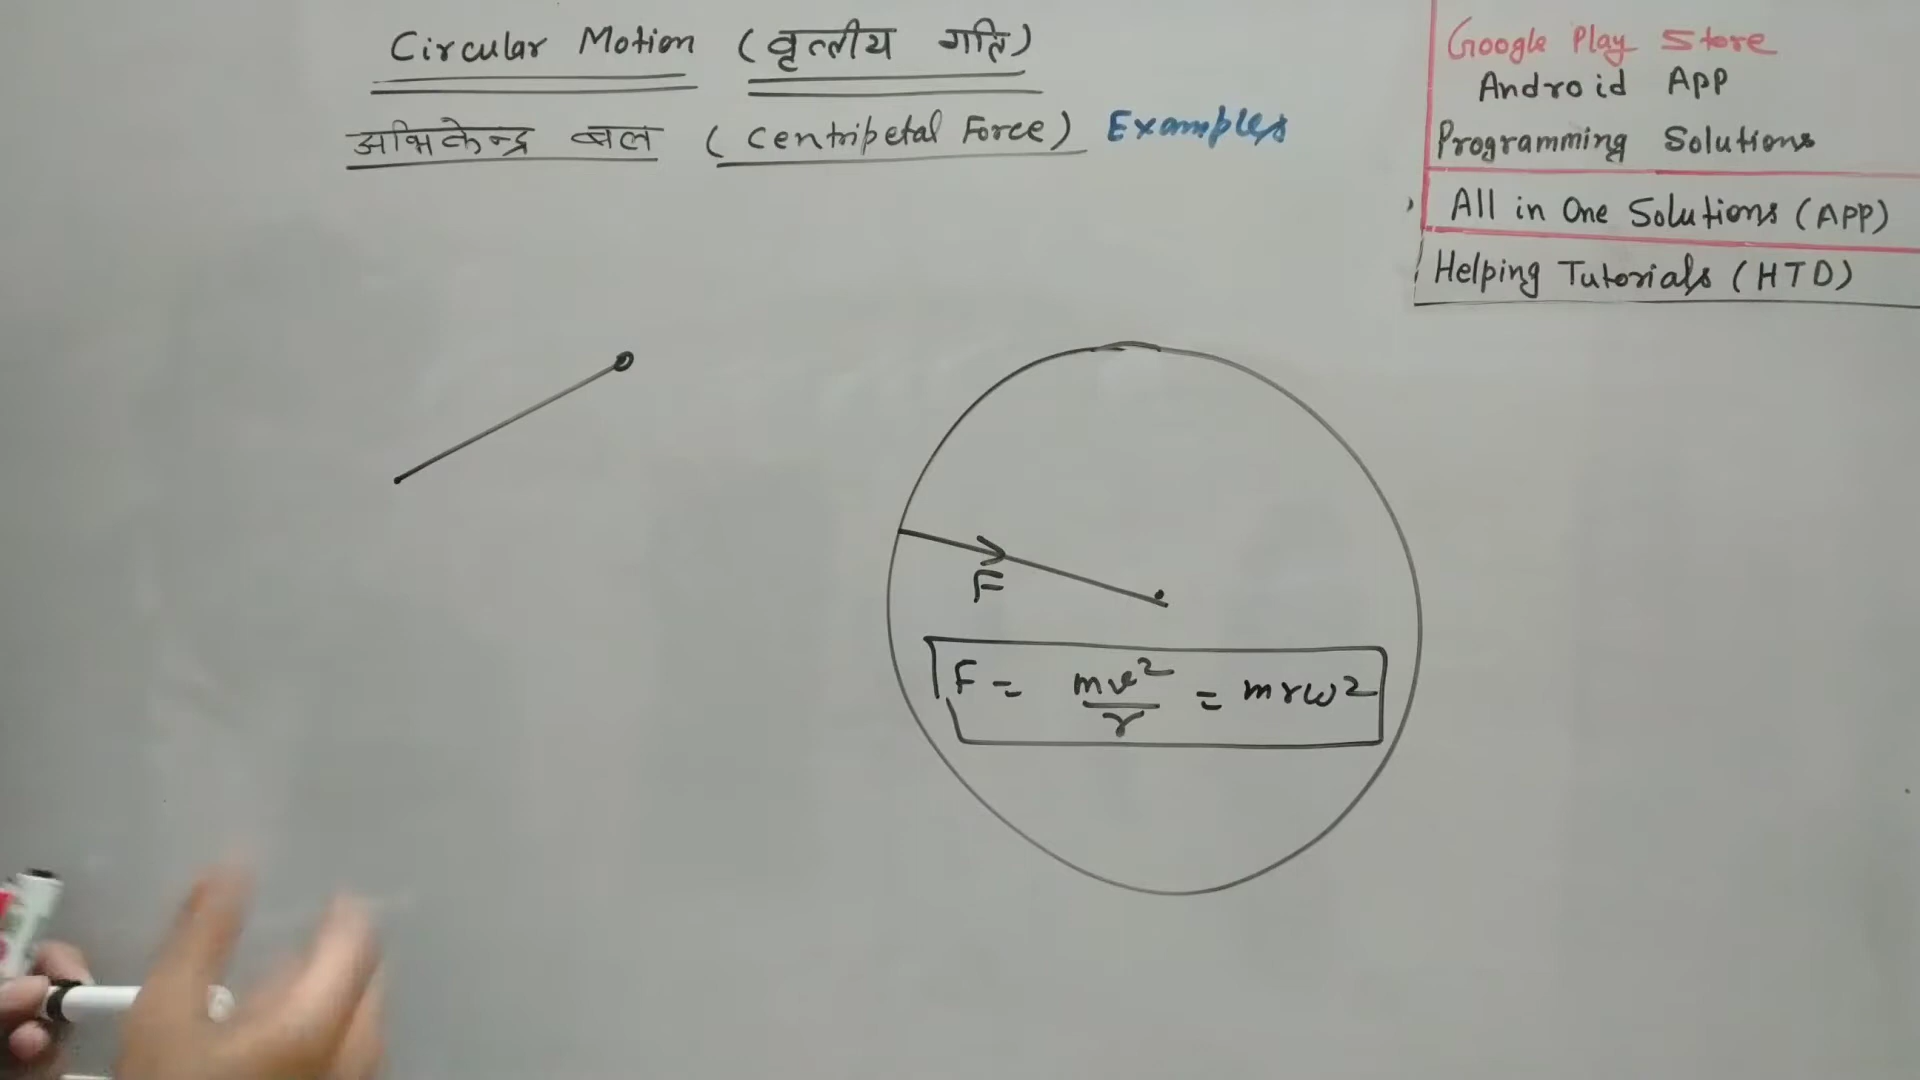 Circular Motion (वृत्तीय गति)
अभिकेन्द्र बल (Centripetal Force) Examples
Google Play Store
Android App
Programming Solutions
All in One Solutions (APP)
Helping Tutorials (HTD)
F
F = mv²/r = mrω²